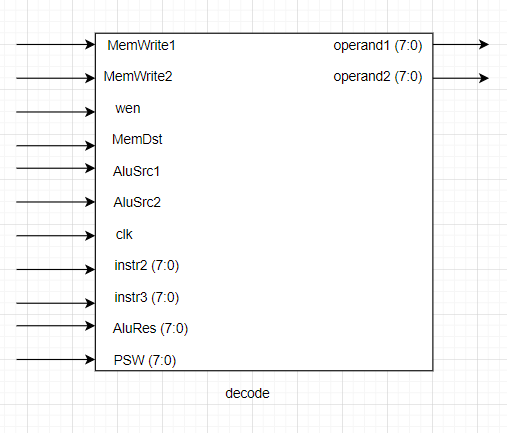 MemWrite1 operand1 (7:0)
MemWrite2 operand2 (7:0)
wen
MemDst
AluSrc1
AluSrc2
clk
instr2 (7:0)
instr3 (7:0)
AluRes (7:0)
PSW (7:0)
decode